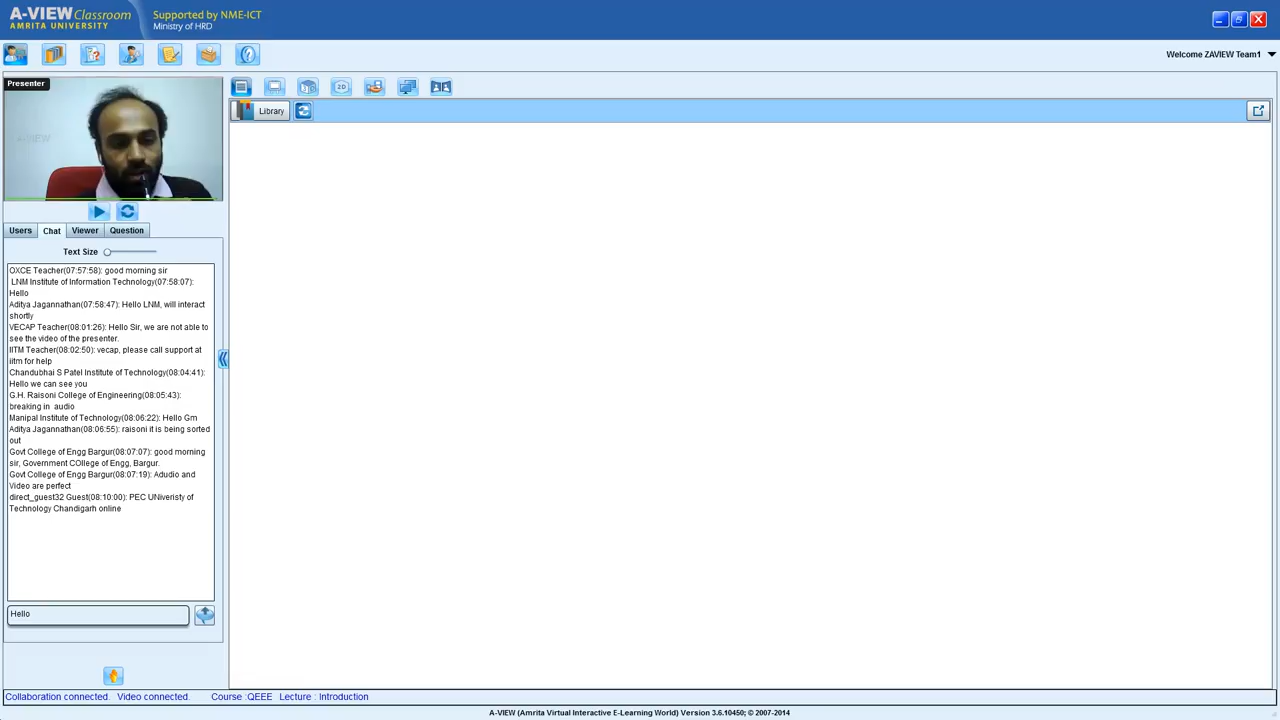 A-VIEW Classroom
AMRITA UNIVERSITY
Supported by NME-ICT
Ministry of HRD
Welcome ZAVIEW Team1
Presenter
A-VIEW
2D
Library
Users Chat Viewer Question
Text Size
OXCE Teacher(07:57:58): good morning sir
LNM Institute of Information Technology(07:58:07):
Hello
Aditya Jagannathan(07:58:47): Hello LNM, will interact
shortly
VECAP Teacher(08:01:26): Hello Sir, we are not able to
see the video of the presenter.
IITM Teacher(08:02:50): vecap, please call support at
iitm for help
Chandubhai S Patel Institute of Technology(08:04:41):
Hello we can see you
G.H. Raisoni College of Engineering(08:05:43):
breaking in audio
Manipal Institute of Technology(08:06:22): Hello Gm
Aditya Jagannathan(08:06:55): raisoni it is being sorted
out
Govt College of Engg Bargur(08:07:07): good morning
sir, Government COllege of Engg, Bargur.
Govt College of Engg Bargur(08:07:19): Adudio and
Video are perfect
direct_guest32 Guest(08:10:00): PEC UNiveristy of
Technology Chandigarh online
Hello
Collaboration connected. Video connected. Course :QEEE Lecture : Introduction
A-VIEW (Amrita Virtual Interactive E-Learning World) Version 3.6.10450; © 2007-2014